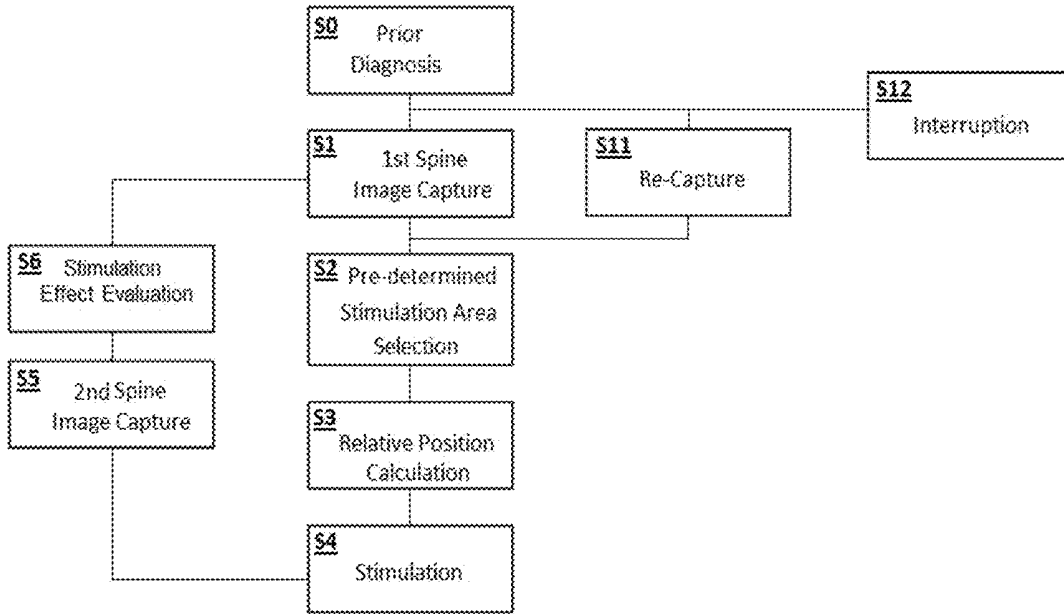 S0 Prior
Diagnosis
S12
Interruption
S1
1st Spine
Image Capture
S11
Re-Capture
S6 Stimulation
Effect Evaluation
S2 Pre-determined
Stimulation Area
Selection
S5
2nd Spine
Image Capture
S3
Relative Position
Calculation
S4
Stimulation